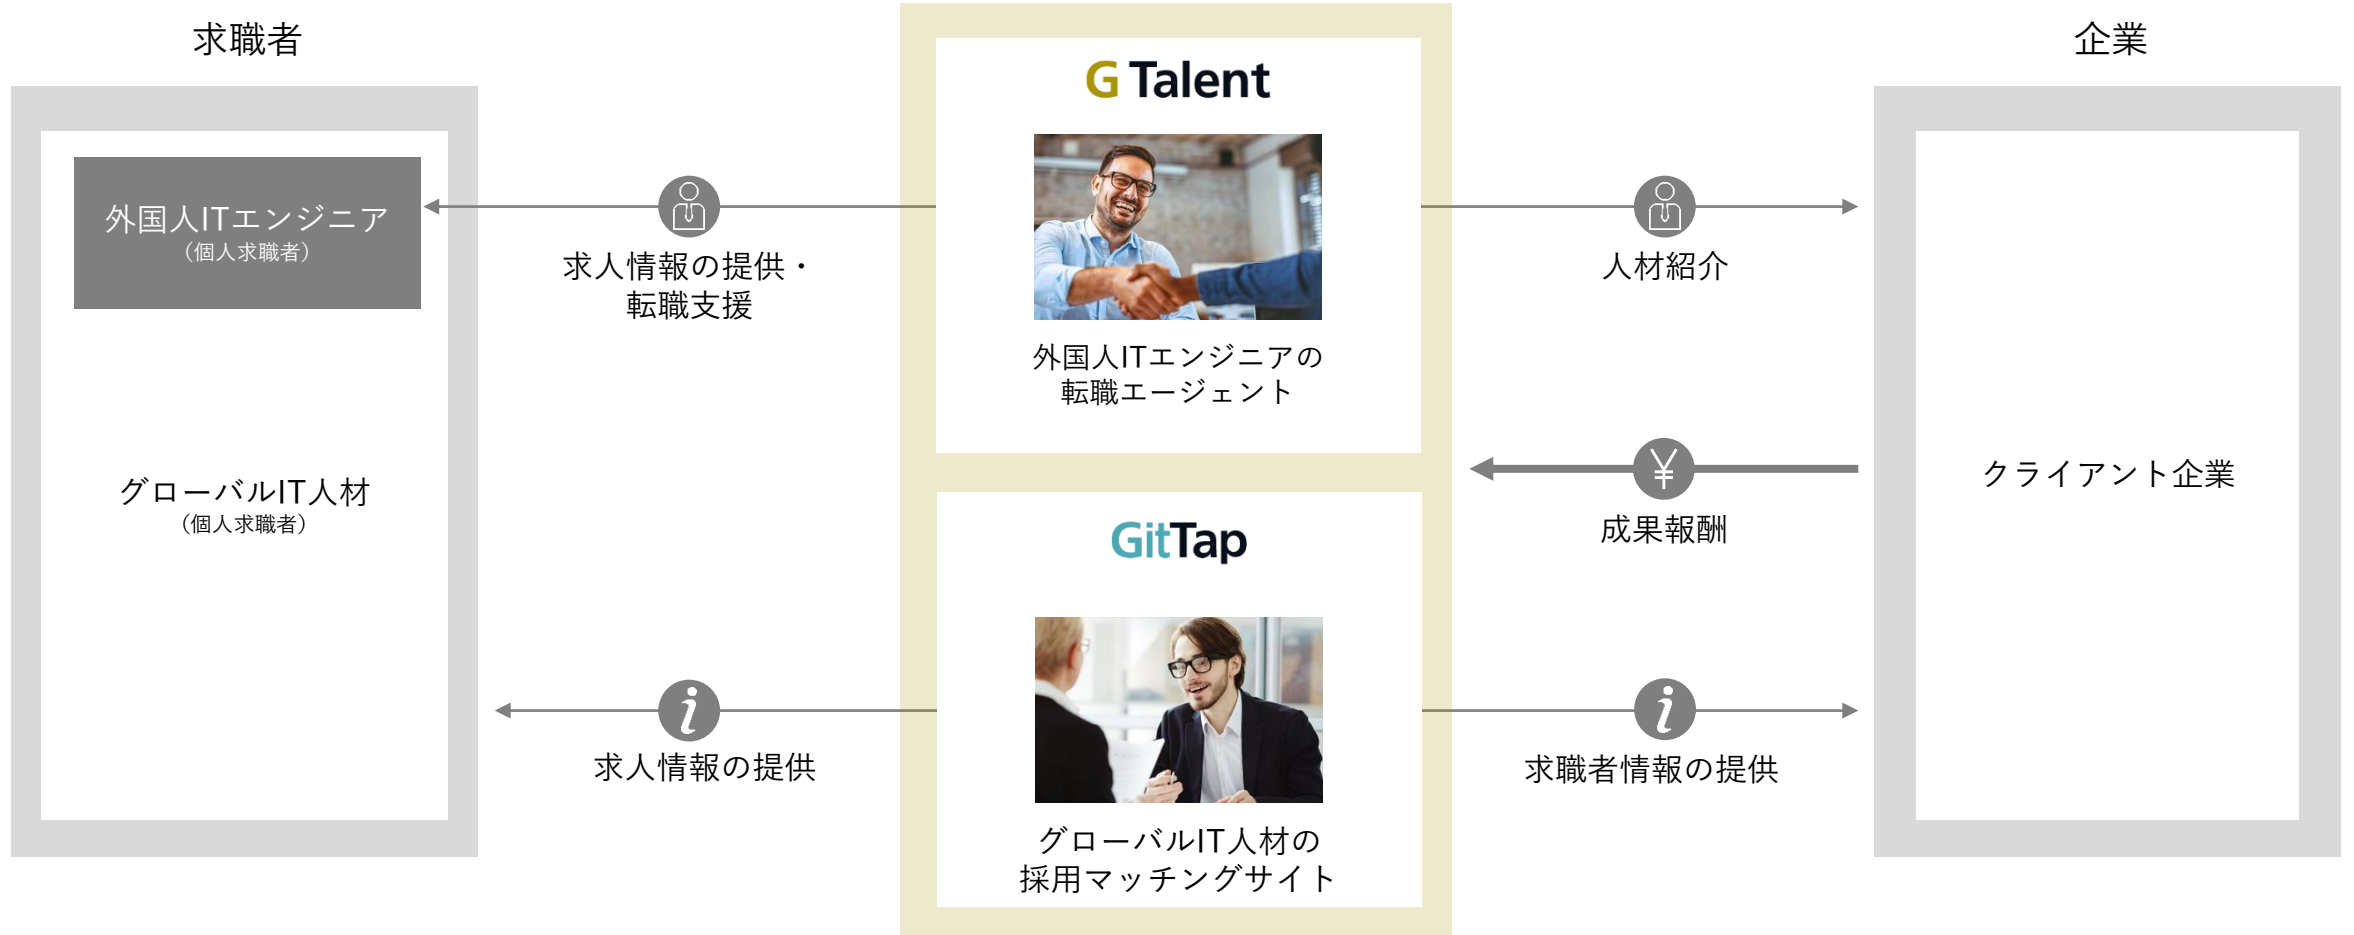 求職者
外国人ITエンジニア
（個人求職者）
グローバルIT人材
（個人求職者）
求人情報の提供・
転職支援
求人情報の提供
G Talent
外国人ITエンジニアの
転職エージェント
GitTap
グローバルIT人材の
採用マッチングサイト
人材紹介
¥
成果報酬
i
求職者情報の提供
i
企業
クライアント企業